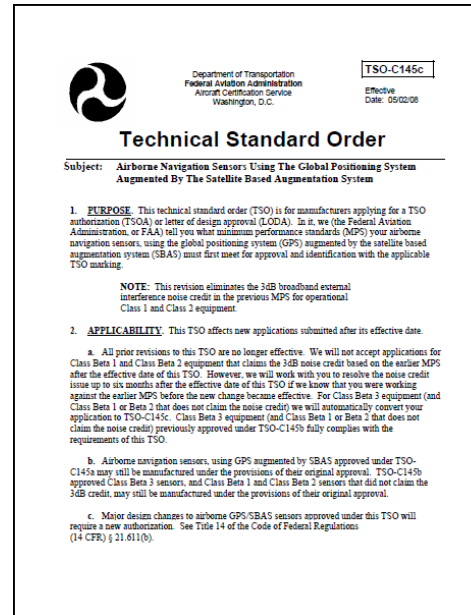 Department of Transportation
Federal Aviation Administration
Aircraft Certification Service
Washington, D.C.
TSO-C145c
Effective
Date: 05/02/08
Technical Standard Order
Subject: Airborne Navigation Sensors Using The Global Positioning System
Augmented By The Satellite Based Augmentation System
1. PURPOSE. This technical standard order (TSO) is for manufacturers applying for a TSO
authorization (TSOA) or letter of design approval (LODA). In it, we (the Federal Aviation
Administration, or FAA) tell you what minimum performance standards (MPS) your airborne
navigation sensors, using the global positioning system (GPS) augmented by the satellite based
augmentation system (SBAS) must first meet for approval and identification with the applicable
TSO marking.
NOTE: This revision eliminates the 3dB broadband external
interference noise credit in the previous MPS for operational
Class 1 and Class 2 equipment.
2. APPLICABILITY. This TSO affects new applications submitted after its effective date.
a. All prior revisions to this TSO are no longer effective. We will not accept applications for
Class Beta 1 and Class Beta 2 equipment that claims the 3dB noise credit based on the earlier MPS
after the effective date of this TSO. However, we will work with you to resolve the noise credit
issue up to six months after the effective date of this TSO if we know that you were working
against the earlier MPS before the new change became effective. For Class Beta 3 equipment (and
Class Beta 1 or Beta 2 that does not claim the noise credit) we will automatically convert your
application to TSO-C145c. Class Beta 3 equipment (and Class Beta 1 or Beta 2 that does not
claim the noise credit) previously approved under TSO-C145b fully complies with the
requirements of this TSO.
b. Airborne navigation sensors, using GPS augmented by SBAS approved under TSO-
C145a may still be manufactured under the provisions of their original approval. TSO-C145b
approved Class Beta 3 sensors, and Class Beta 1 and Class Beta 2 sensors that did not claim the
3dB credit, may still be manufactured under the provisions of their original approval.
c. Major design changes to airborne GPS/SBAS sensors approved under this TSO will
require a new authorization. See Title 14 of the Code of Federal Regulations
(14 CFR) § 21.611(b).